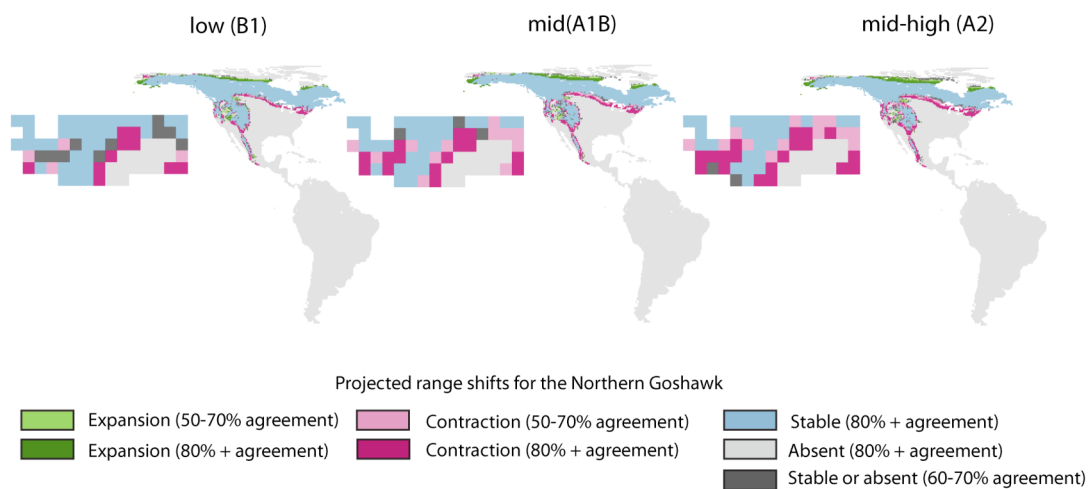 low (B1)
mid(A1B)
mid-high (A2)
Projected range shifts for the Northern Goshawk
Expansion (50-70% agreement)
Contraction (50-70% agreement)
Stable (80% + agreement)
Expansion (80% + agreement)
Contraction (80% + agreement)
Absent (80% + agreement)
Stable or absent (60-70% agreement)